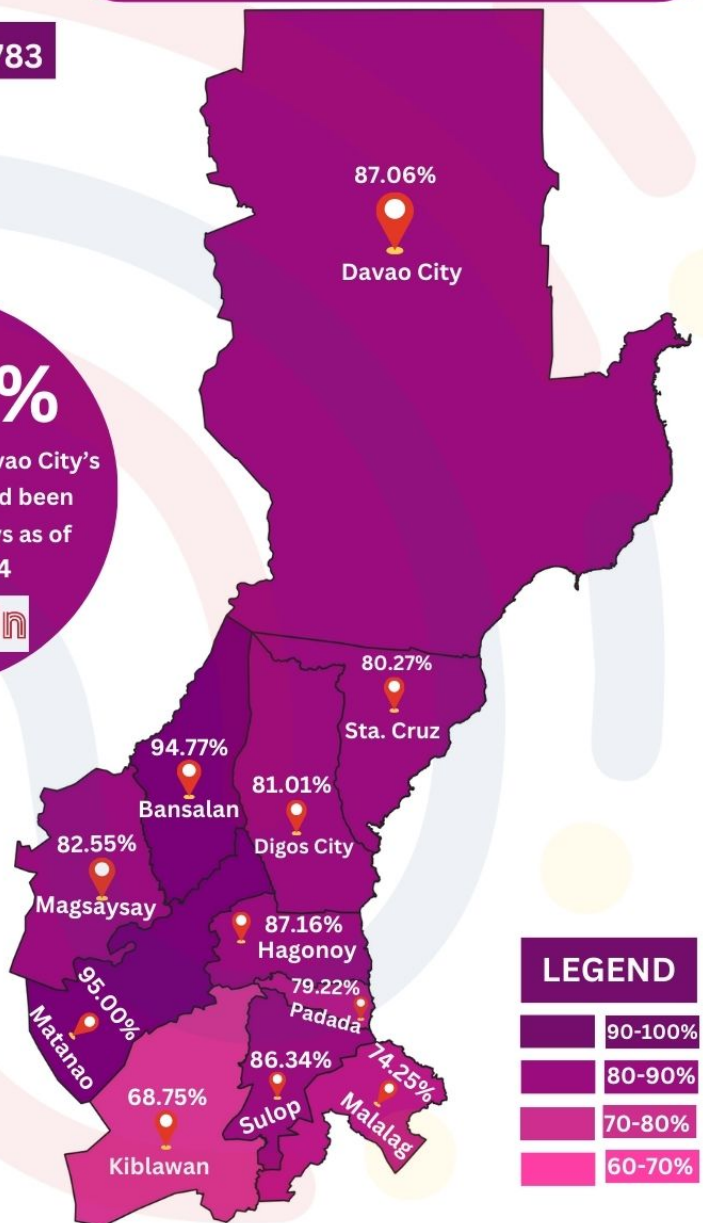 783
87.06%
Davao City
%
vao City's
d been
s as of
4
n
80.27%
Sta. Cruz
94.77%
Bansalan
81.01%
Digos City
82.55%
Magsaysay
87.16%
Hagonoy
79.22%
Padada
95.00%
Matanao
86.34%
Sulop
74.25%
Malalag
68.75%
Kiblawan
LEGEND
90-100%
80-90%
70-80%
60-70%